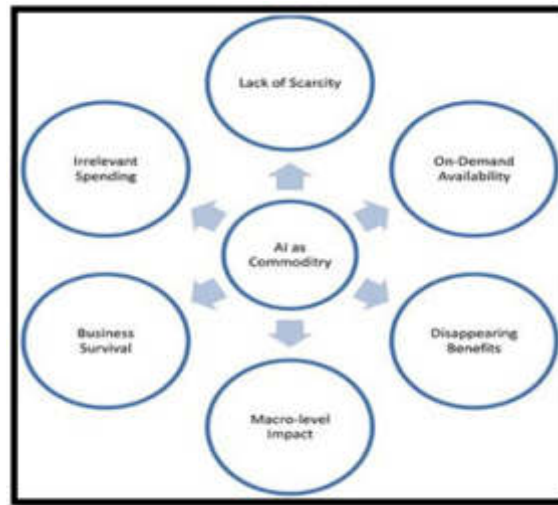 Lack of Scarcity
Irrelevant
Spending
On-Demand
Availability
AI as
Commoditry
Business
Survival
Disappearing
Benefits
Macro-level
Impact